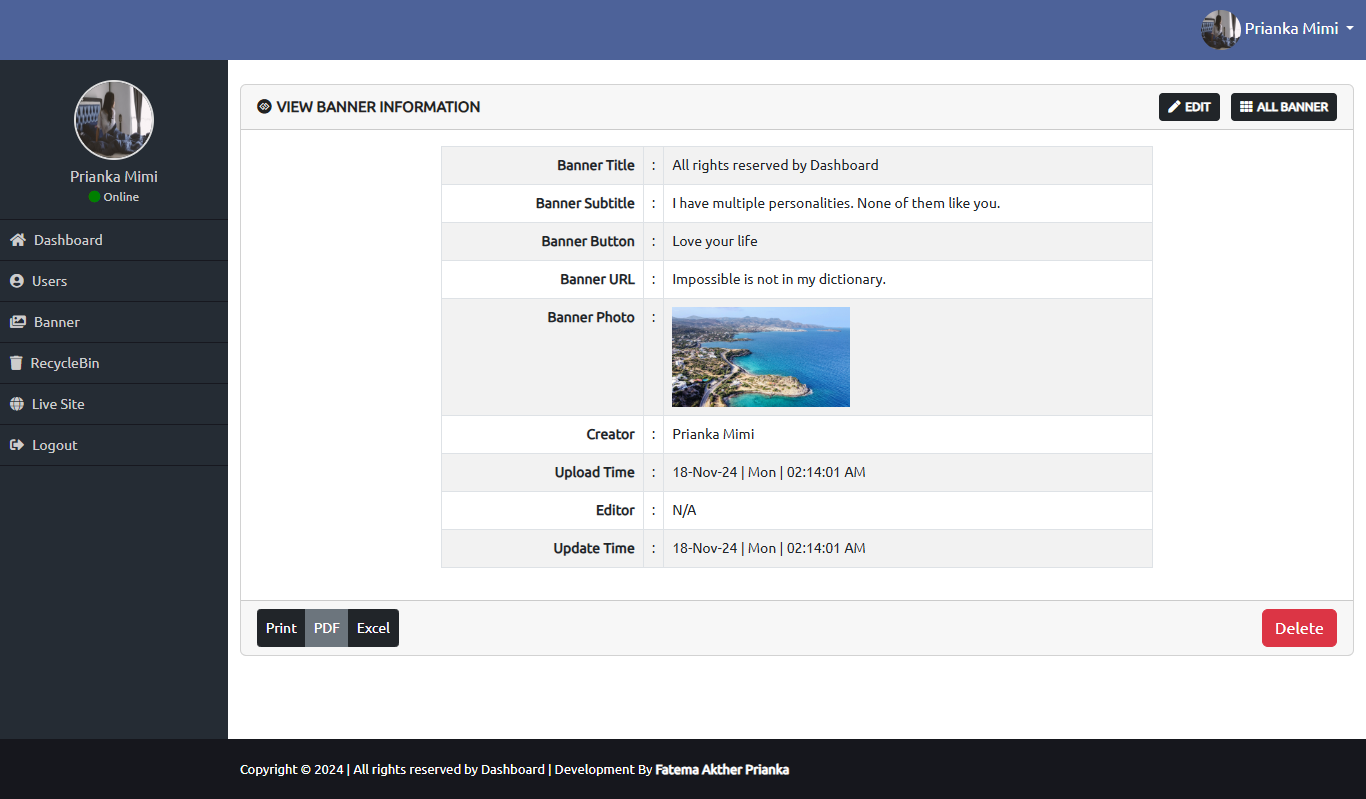 Prianka Mimi
Prianka Mimi
Online
Dashboard
Users
Banner
RecycleBin
Live Site
Logout
VIEW BANNER INFORMATION
EDIT
ALL BANNER
Banner Title : All rights reserved by Dashboard
Banner Subtitle : I have multiple personalities. None of them like you.
Banner Button : Love your life
Banner URL : Impossible is not in my dictionary.
Banner Photo :
Creator : Prianka Mimi
Upload Time : 18-Nov-24 | Mon | 02:14:01 AM
Editor : N/A
Update Time : 18-Nov-24 | Mon | 02:14:01 AM
Print PDF Excel
Delete
Copyright © 2024 | All rights reserved by Dashboard | Development By Fatema Akther Prianka